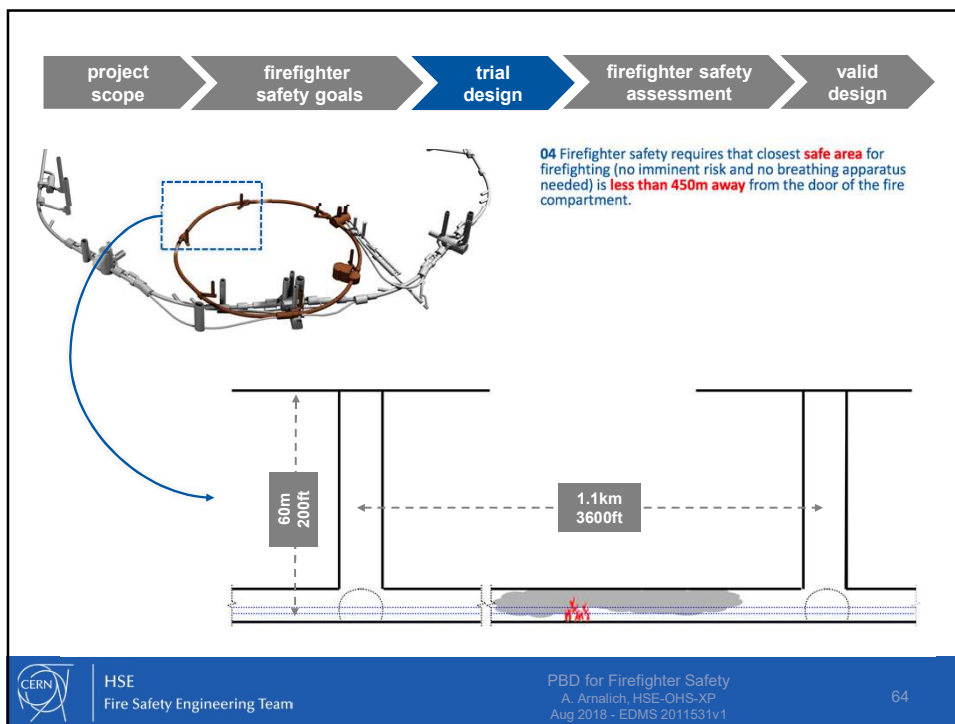 project
scope
firefighter
safety goals
trial
design
firefighter safety
assessment
valid
design
04 Firefighter safety requires that closest safe area for
firefighting (no imminent risk and no breathing apparatus
needed) is less than 450m away from the door of the fire
compartment.
60m
200ft
1.1km
3600ft
CERN
HSE
Fire Safety Engineering Team
PBD for Firefighter Safety
A. Arnalich, HSE-OHS-XP
Aug 2018 - EDMS 2011531v1
64